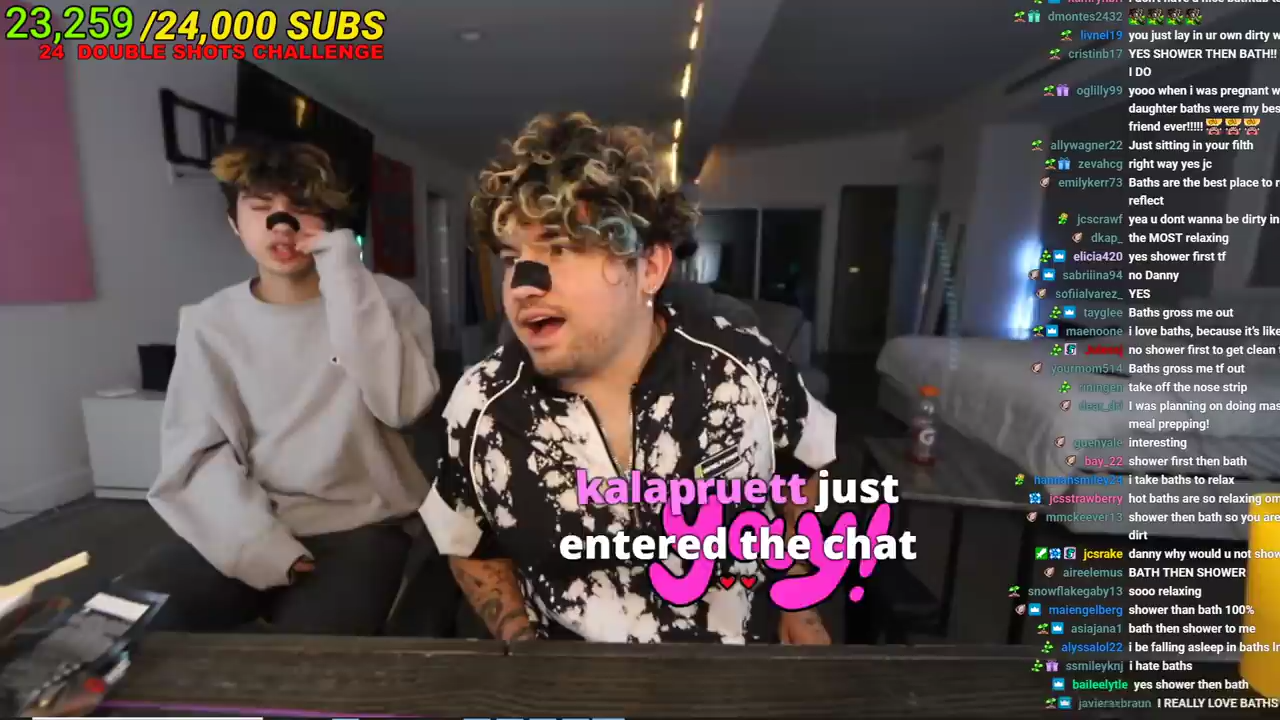 23,259 /24,000 SUBS
24 DOUBLE SHOTS CHALLENGE
kalapruett just
entered the chat
yay!
dmontes2432
livnel19 you just lay in ur own dirty w
cristinb17 YES SHOWER THEN BATH!!
I DO
oglilly99 yooo when i was pregnant w
daughter baths were my bes
friend ever!!!!!
allywagner22 Just sitting in your filth
zevahcg right way yes jc
emilykerr73 Baths are the best place to r
reflect
jcscrawf yea u dont wanna be dirty in
dkap_ the MOST relaxing
elicia420 yes shower first tf
sabriiina94 no Danny
sofiialvarez_ YES
tayglee Baths gross me out
maenoone i love baths, because it's like
no shower first to get clean
yourmom514 Baths gross me tf out
take off the nose strip
I was planning on doing mas
meal prepping!
quenvale interesting
bay_22 shower first then bath
i take baths to relax
jcsstrawberry hot baths are so relaxing om
mmckeever13 shower then bath so you are
dirt
jcsrake danny why would u not show
aireelemus BATH THEN SHOWER
snowflakegaby13 sooo relaxing
maiengelberg shower than bath 100%
asiajana1 bath then shower to me
alyssalol22 i be falling asleep in baths
ssmileyknj i hate baths
baileelytle yes shower then bath
javieraxbraun I REALLY LOVE BATHS